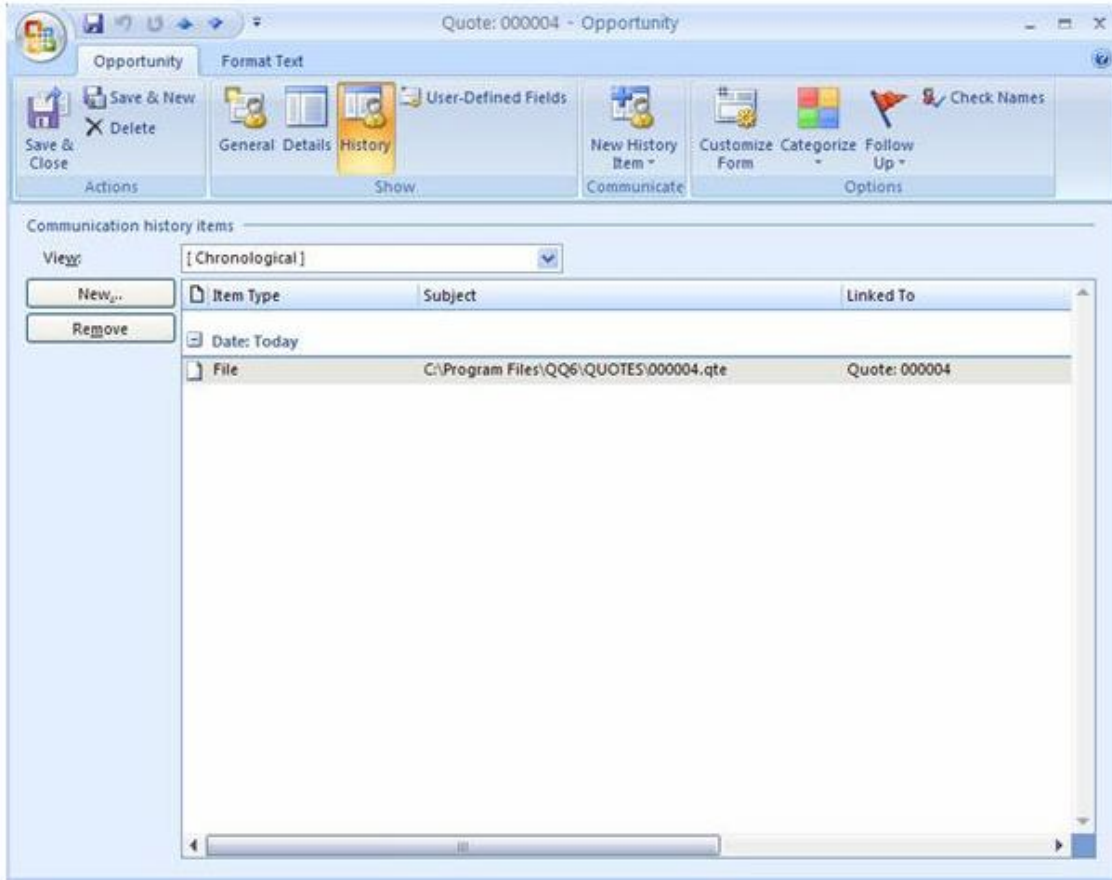 Quote: 000004 - Opportunity
Opportunity Format Text
Save & Close
Save & New
Delete
General Details History
User-Defined Fields
New History Item
Customize Form
Categorize
Follow Up
Check Names
Actions Show Communicate Options
Communication history items
View: [ Chronological ]
New...
Remove
Item Type Subject Linked To
Date: Today
File C:\Program Files\QQ6\QUOTES\000004.qte Quote: 000004